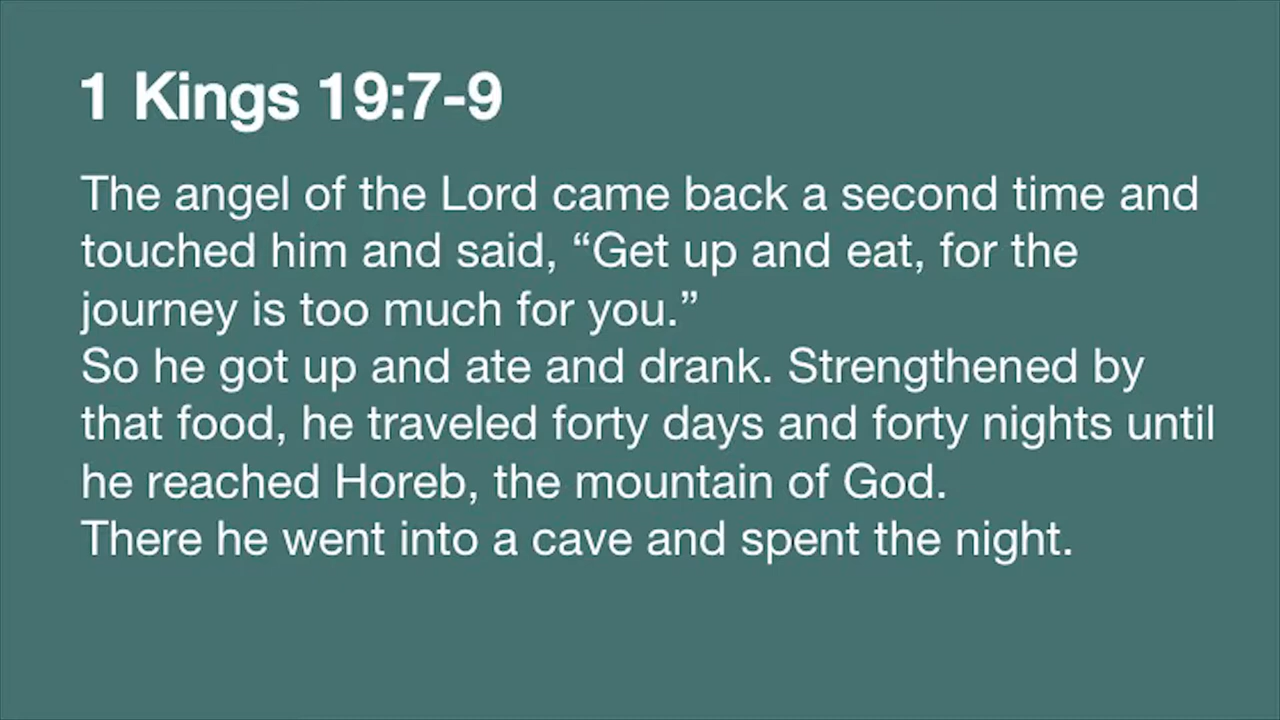 1 Kings 19:7-9
The angel of the Lord came back a second time and
touched him and said, “Get up and eat, for the
journey is too much for you.”
So he got up and ate and drank. Strengthened by
that food, he traveled forty days and forty nights until
he reached Horeb, the mountain of God.
There he went into a cave and spent the night.